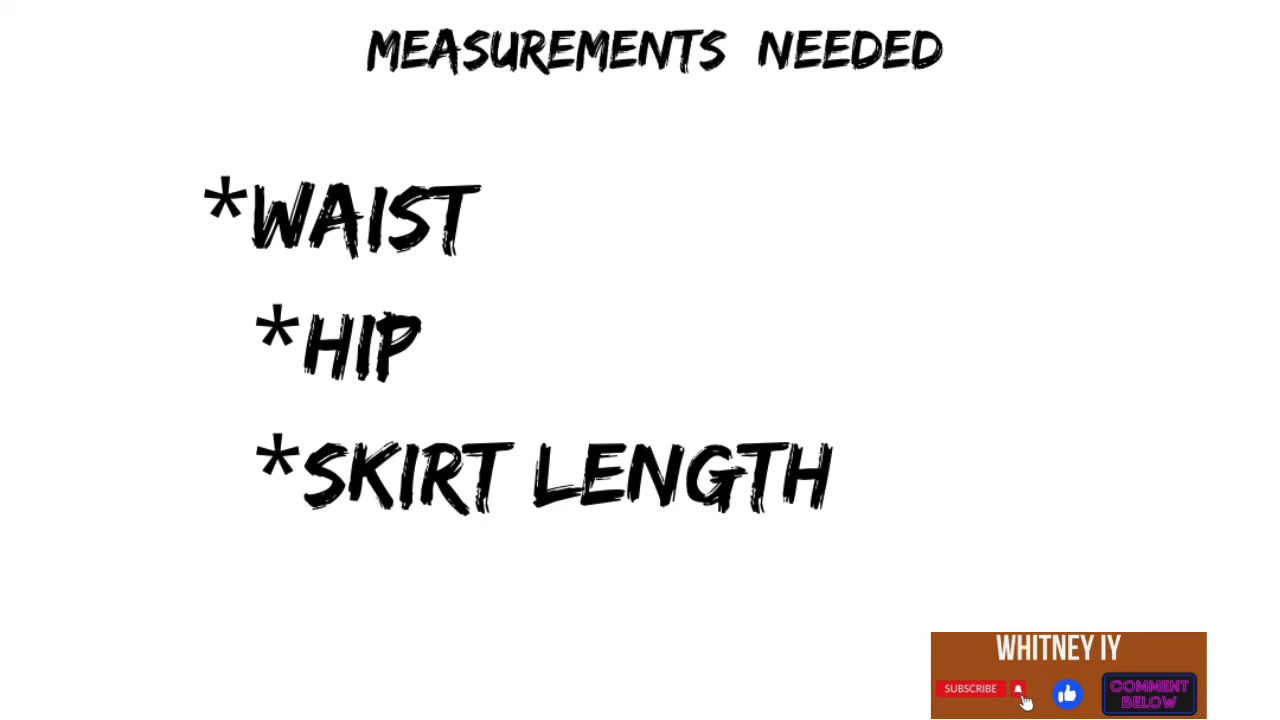 MEASUREMENTS NEEDED
*WAIST
*HIP
*SKIRT LENGTH
WHITNEY IY
SUBSCRIBE
COMMENT
BELOW